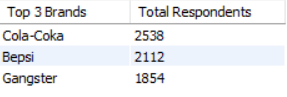 Top 3 Brands Total Respondents
Cola-Coka 2538
Bepsi 2112
Gangster 1854